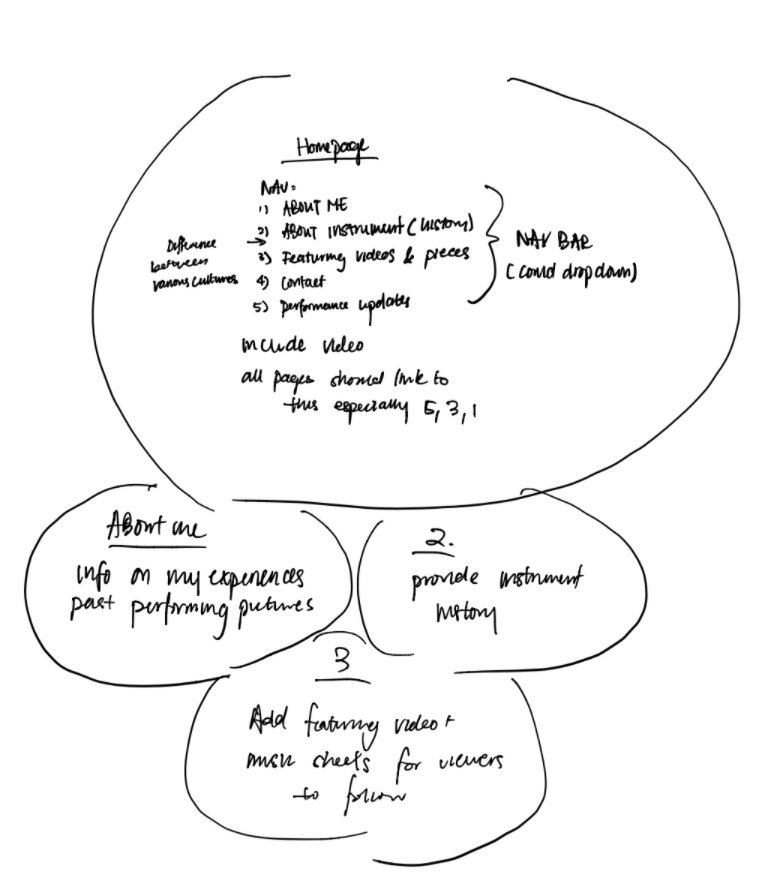 Homepage
NAV:
1) ABOUT ME
2) ABOUT instrument (history)
3) Featuring videos & pieces
4) Contact
5) performance updates
Difference
between
various cultures
NAV BAR
(could drop down)
include video
all pages should link to
this especially 5, 3, 1
About me
info on my experiences
past performing pictures
2.
provide instrument
history
3
Add featuring video +
music sheets for viewers
to follow